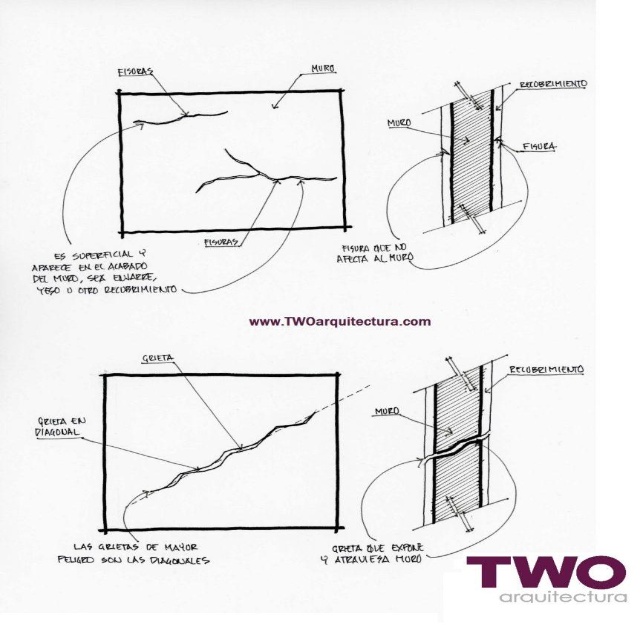 FISURAS
MURO
RECUBRIMIENTO
MURO
FISURA
FISURAS
ES SUPERFICIAL Y
APARECE EN EL ACABADO
DEL MURO, SEA ENJARRE,
YESO U OTRO RECUBRIMIENTO
FISURA QUE NO
AFECTA AL MURO
www.TWOarquitectura.com
GRIETA
RECUBRIMIENTO
GRIETA EN
DIAGONAL
MURO
LAS GRIETAS DE MAYOR
PELIGRO SON LAS DIAGONALES
GRIETA QUE EXPONE
Y ATRAVIESA MURO
TWO
arquitectura